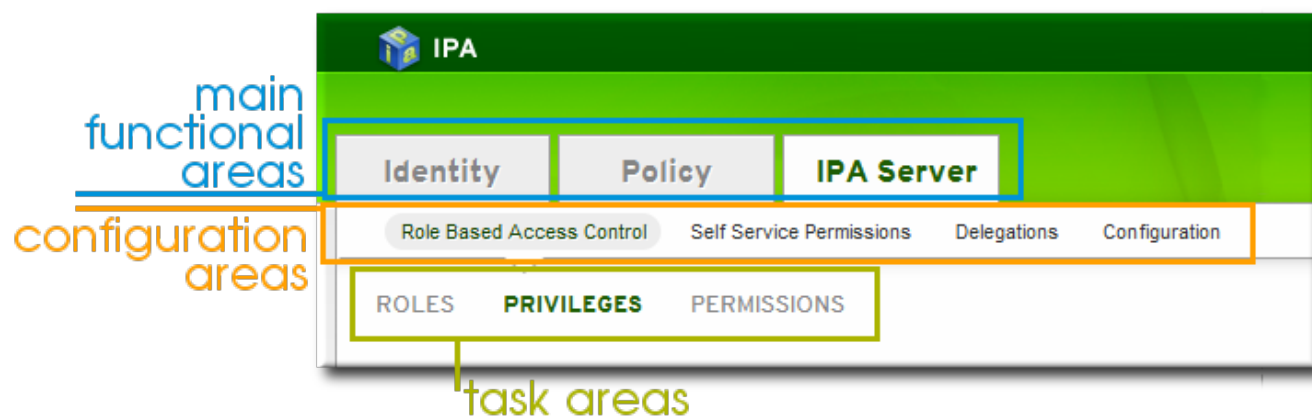 IPA
main
functional
areas
Identity Policy IPA Server
configuration
areas
Role Based Access Control Self Service Permissions Delegations Configuration
ROLES PRIVILEGES PERMISSIONS
task areas